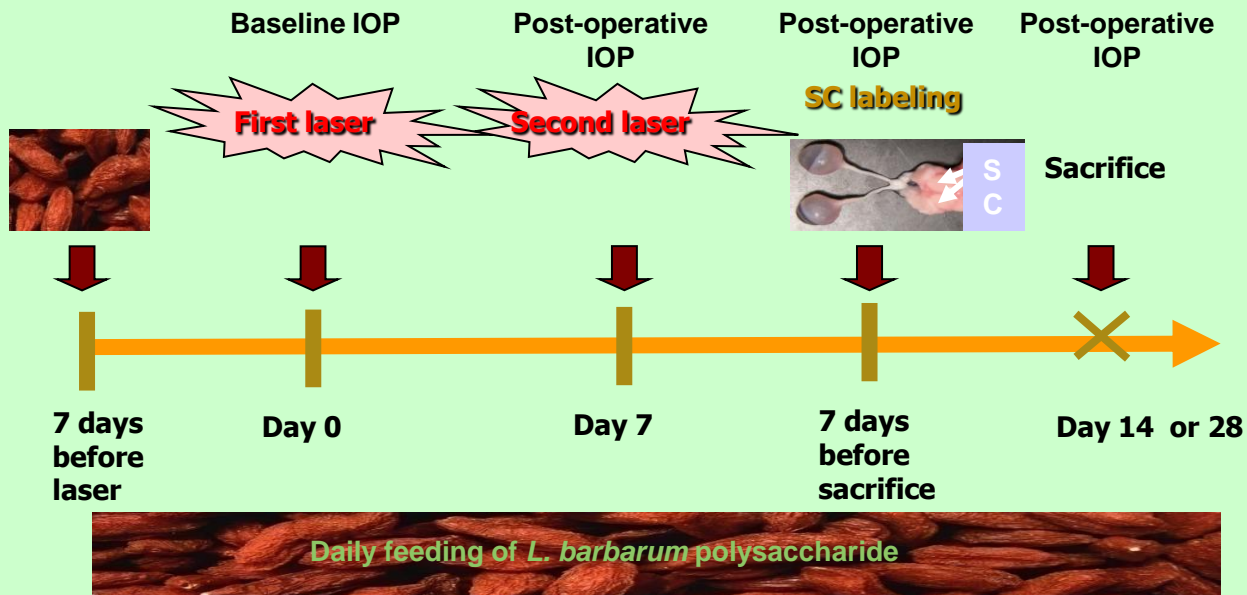 Baseline IOP
Post-operative
IOP
Post-operative
IOP
Post-operative
IOP
First laser
Second laser
SC labeling
S
C
Sacrifice
7 days
before
laser
Day 0
Day 7
7 days
before
sacrifice
Day 14 or 28
Daily feeding of L. barbarum polysaccharide